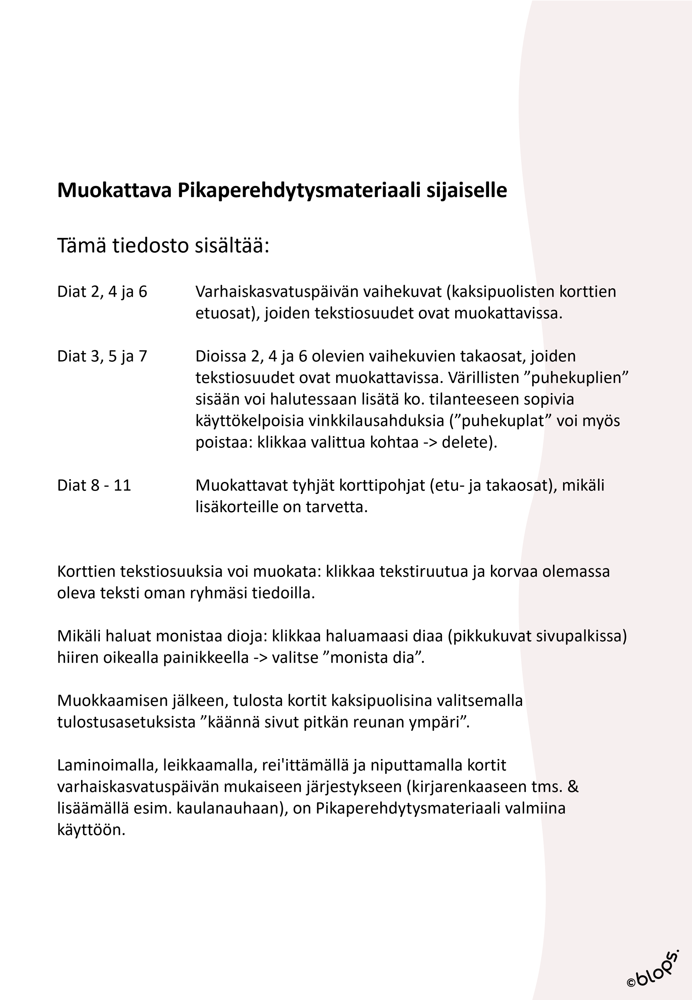 Muokattava Pikaperehdytysmateriaali sijaiselle
Tämä tiedosto sisältää:
Diat 2, 4 ja 6 Varhaiskasvatuspäivän vaihekuvat (kaksipuolisten korttien
etuosat), joiden tekstiosuudet ovat muokattavissa.
Diat 3, 5 ja 7 Dioissa 2, 4 ja 6 olevien vaihekuvien takaosat, joiden
tekstiosuudet ovat muokattavissa. Värillisten ”puhekuplien”
sisään voi halutessaan lisätä ko. tilanteeseen sopivia
käyttökelpoisia vinkkilausahduksia (”puhekuplat” voi myös
poistaa: klikkaa valittua kohtaa -> delete).
Diat 8 - 11 Muokattavat tyhjät korttipohjat (etu- ja takaosat), mikäli
lisäkorteille on tarvetta.
Korttien tekstiosuuksia voi muokata: klikkaa tekstiruutua ja korvaa olemassa
oleva teksti oman ryhmäsi tiedoilla.
Mikäli haluat monistaa dioja: klikkaa haluamaasi diaa (pikkukuvat sivupalkissa)
hiiren oikealla painikkeella -> valitse ”monista dia”.
Muokkaamisen jälkeen, tulosta kortit kaksipuolisina valitsemalla
tulostusasetuksista ”käännä sivut pitkän reunan ympäri”.
Laminoimalla, leikkaamalla, rei'ittämällä ja niputtamalla kortit
varhaiskasvatuspäivän mukaiseen järjestykseen (kirjarenkaaseen tms. &
lisäämällä esim. kaulanauhaan), on Pikaperehdytysmateriaali valmiina
käyttöön.
©blops.